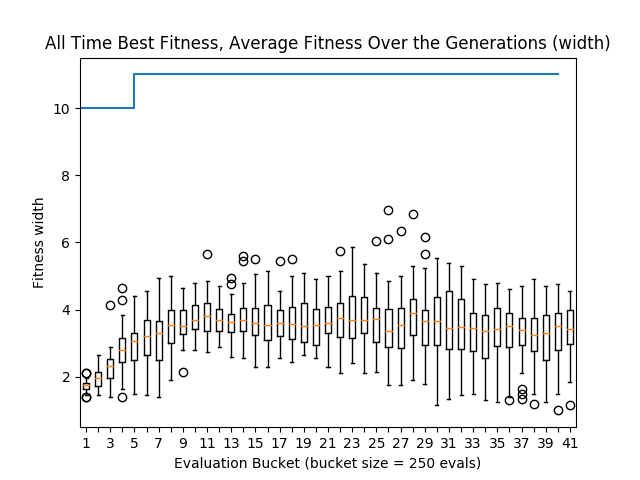 All Time Best Fitness, Average Fitness Over the Generations (width)
10
8
6
4
2
Fitness width
1 3 5 7 9 11 13 15 17 19 21 23 25 27 29 31 33 35 37 39 41
Evaluation Bucket (bucket size = 250 evals)